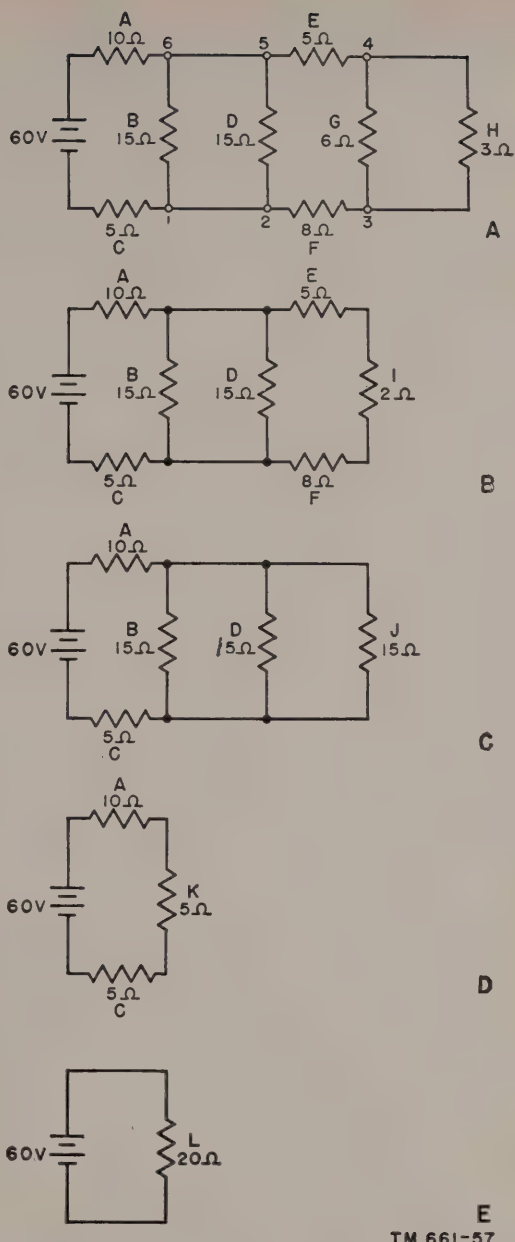 A E
10Ω 6 5 5Ω 4
B D G H
60V 15Ω 15Ω 6Ω 3Ω
5Ω 1 2 8Ω 3
C F A
A E
10Ω 5Ω
B D I
60V 15Ω 15Ω 2Ω
5Ω 8Ω
C F B
A
10Ω
B D J
60V 15Ω 15Ω 15Ω
5Ω
C C
A
10Ω
K
60V 5Ω
5Ω
C D
L
60V 20Ω
E
TM 661-57